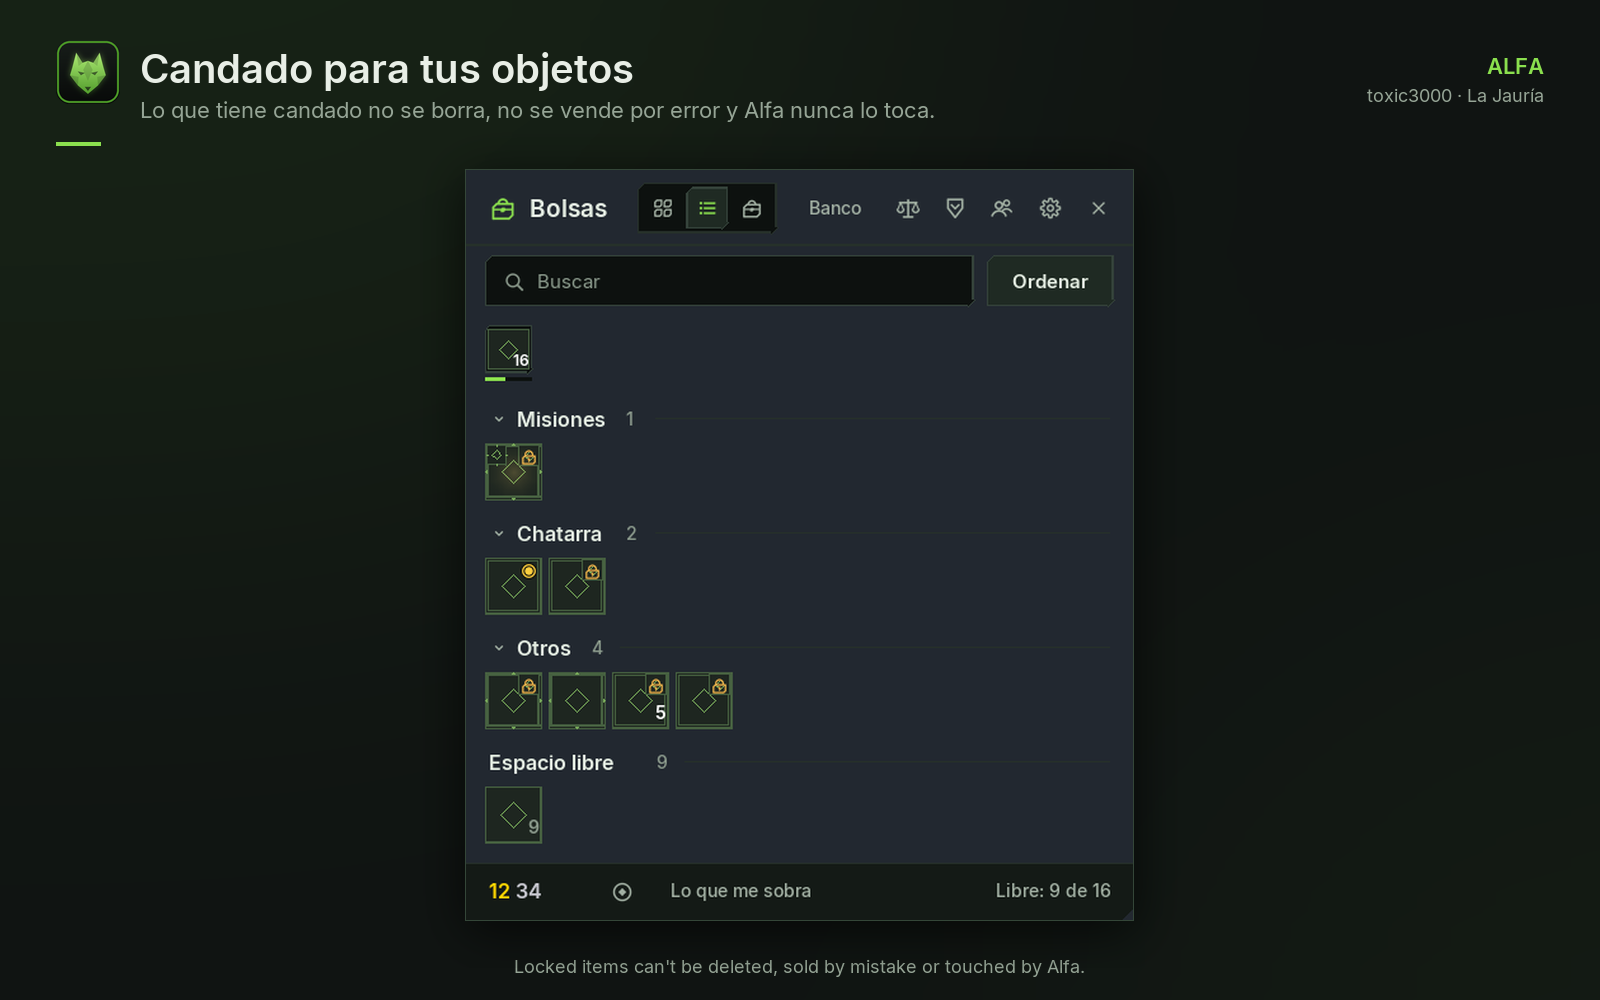 Candado para tus objetos
Lo que tiene candado no se borra, no se vende por error y Alfa nunca lo toca.
ALFA
toxic3000 · La Jauría
Bolsas
Banco
Buscar
Ordenar
16
Misiones 1
Chatarra 2
Otros 4
5
Espacio libre 9
9
12 34
Lo que me sobra
Libre: 9 de 16
Locked items can't be deleted, sold by mistake or touched by Alfa.